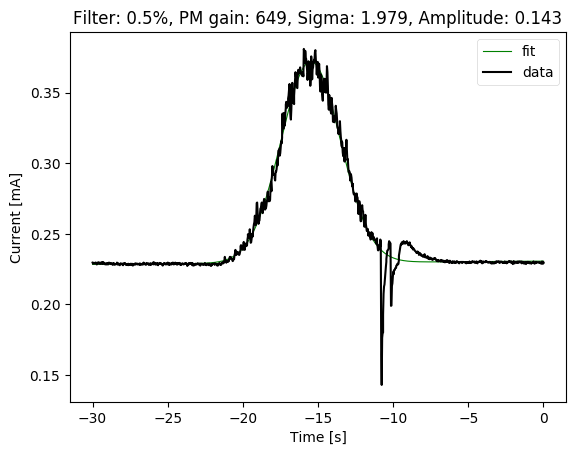 Filter: 0.5%, PM gain: 649, Sigma: 1.979, Amplitude: 0.143
fit
data
Current [mA]
0.35
0.30
0.25
0.20
0.15
−30
−25
−20
−15
−10
−5
0
Time [s]